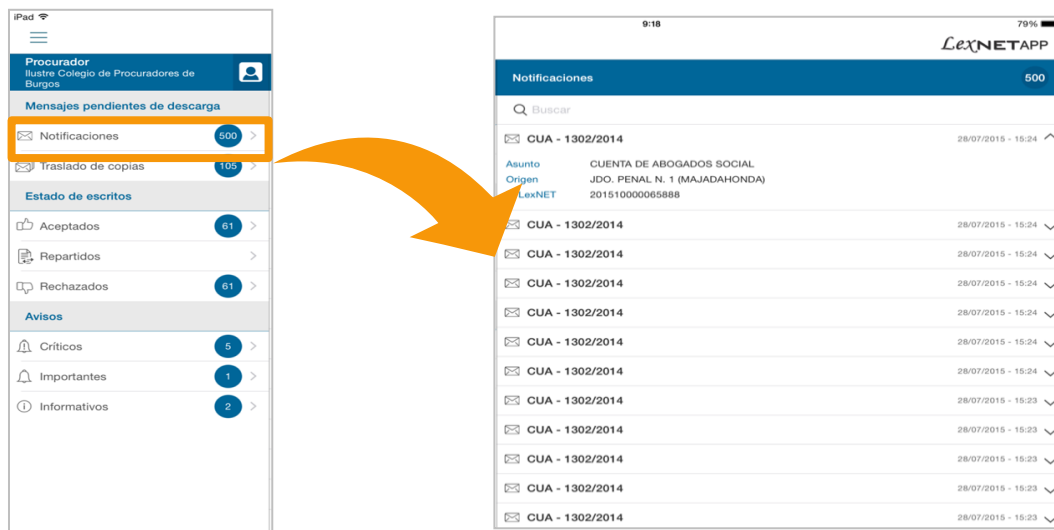 iPad
Procurador
Ilustre Colegio de Procuradores de
Burgos
Mensajes pendientes de descarga
Notificaciones 500
Traslado de copias 105
Estado de escritos
Aceptados 61
Repartidos
Rechazados 61
Avisos
Críticos 5
Importantes 1
Informativos 2
9:18 79%
LexNETAPP
Notificaciones 500
Buscar
CUA - 1302/2014 28/07/2015 - 15:24
Asunto CUENTA DE ABOGADOS SOCIAL
Origen JDO. PENAL N. 1 (MAJADAHONDA)
LexNET 201510000065888
CUA - 1302/2014 28/07/2015 - 15:24
CUA - 1302/2014 28/07/2015 - 15:24
CUA - 1302/2014 28/07/2015 - 15:24
CUA - 1302/2014 28/07/2015 - 15:24
CUA - 1302/2014 28/07/2015 - 15:24
CUA - 1302/2014 28/07/2015 - 15:24
CUA - 1302/2014 28/07/2015 - 15:23
CUA - 1302/2014 28/07/2015 - 15:23
CUA - 1302/2014 28/07/2015 - 15:23
CUA - 1302/2014 28/07/2015 - 15:23
CUA - 1302/2014 28/07/2015 - 15:23